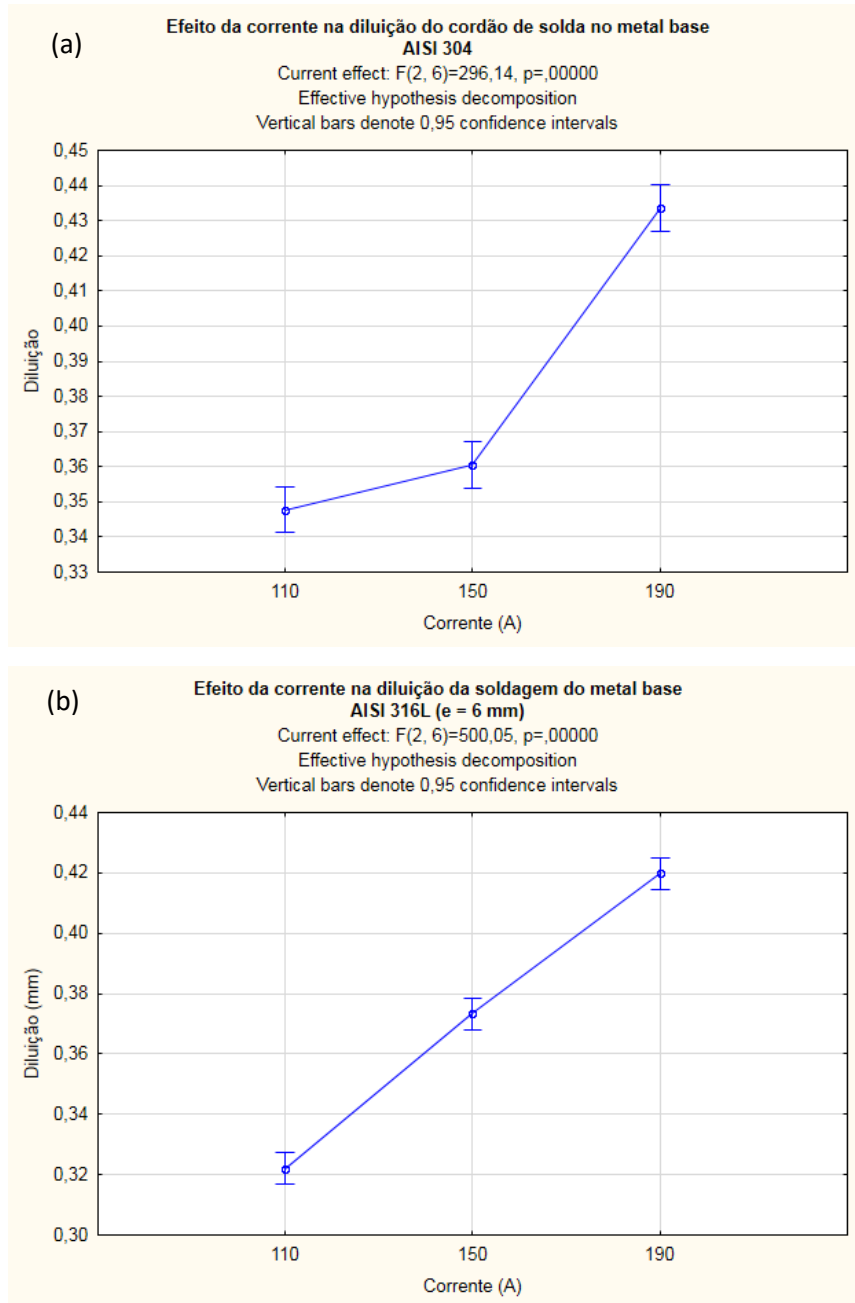 (a)
Efeito da corrente na diluição do cordão de solda no metal base
AISI 304
Current effect: F(2, 6)=296,14, p=,00000
Effective hypothesis decomposition
Vertical bars denote 0,95 confidence intervals
0,45
0,44
0,43
0,42
0,41
0,40
0,39
0,38
0,37
0,36
0,35
0,34
0,33
Diluição
110 150 190
Corrente (A)
(b)
Efeito da corrente na diluição da soldagem do metal base
AISI 316L (e = 6 mm)
Current effect: F(2, 6)=500,05, p=,00000
Effective hypothesis decomposition
Vertical bars denote 0,95 confidence intervals
0,44
0,42
0,40
0,38
0,36
0,34
0,32
0,30
Diluição (mm)
110 150 190
Corrente (A)